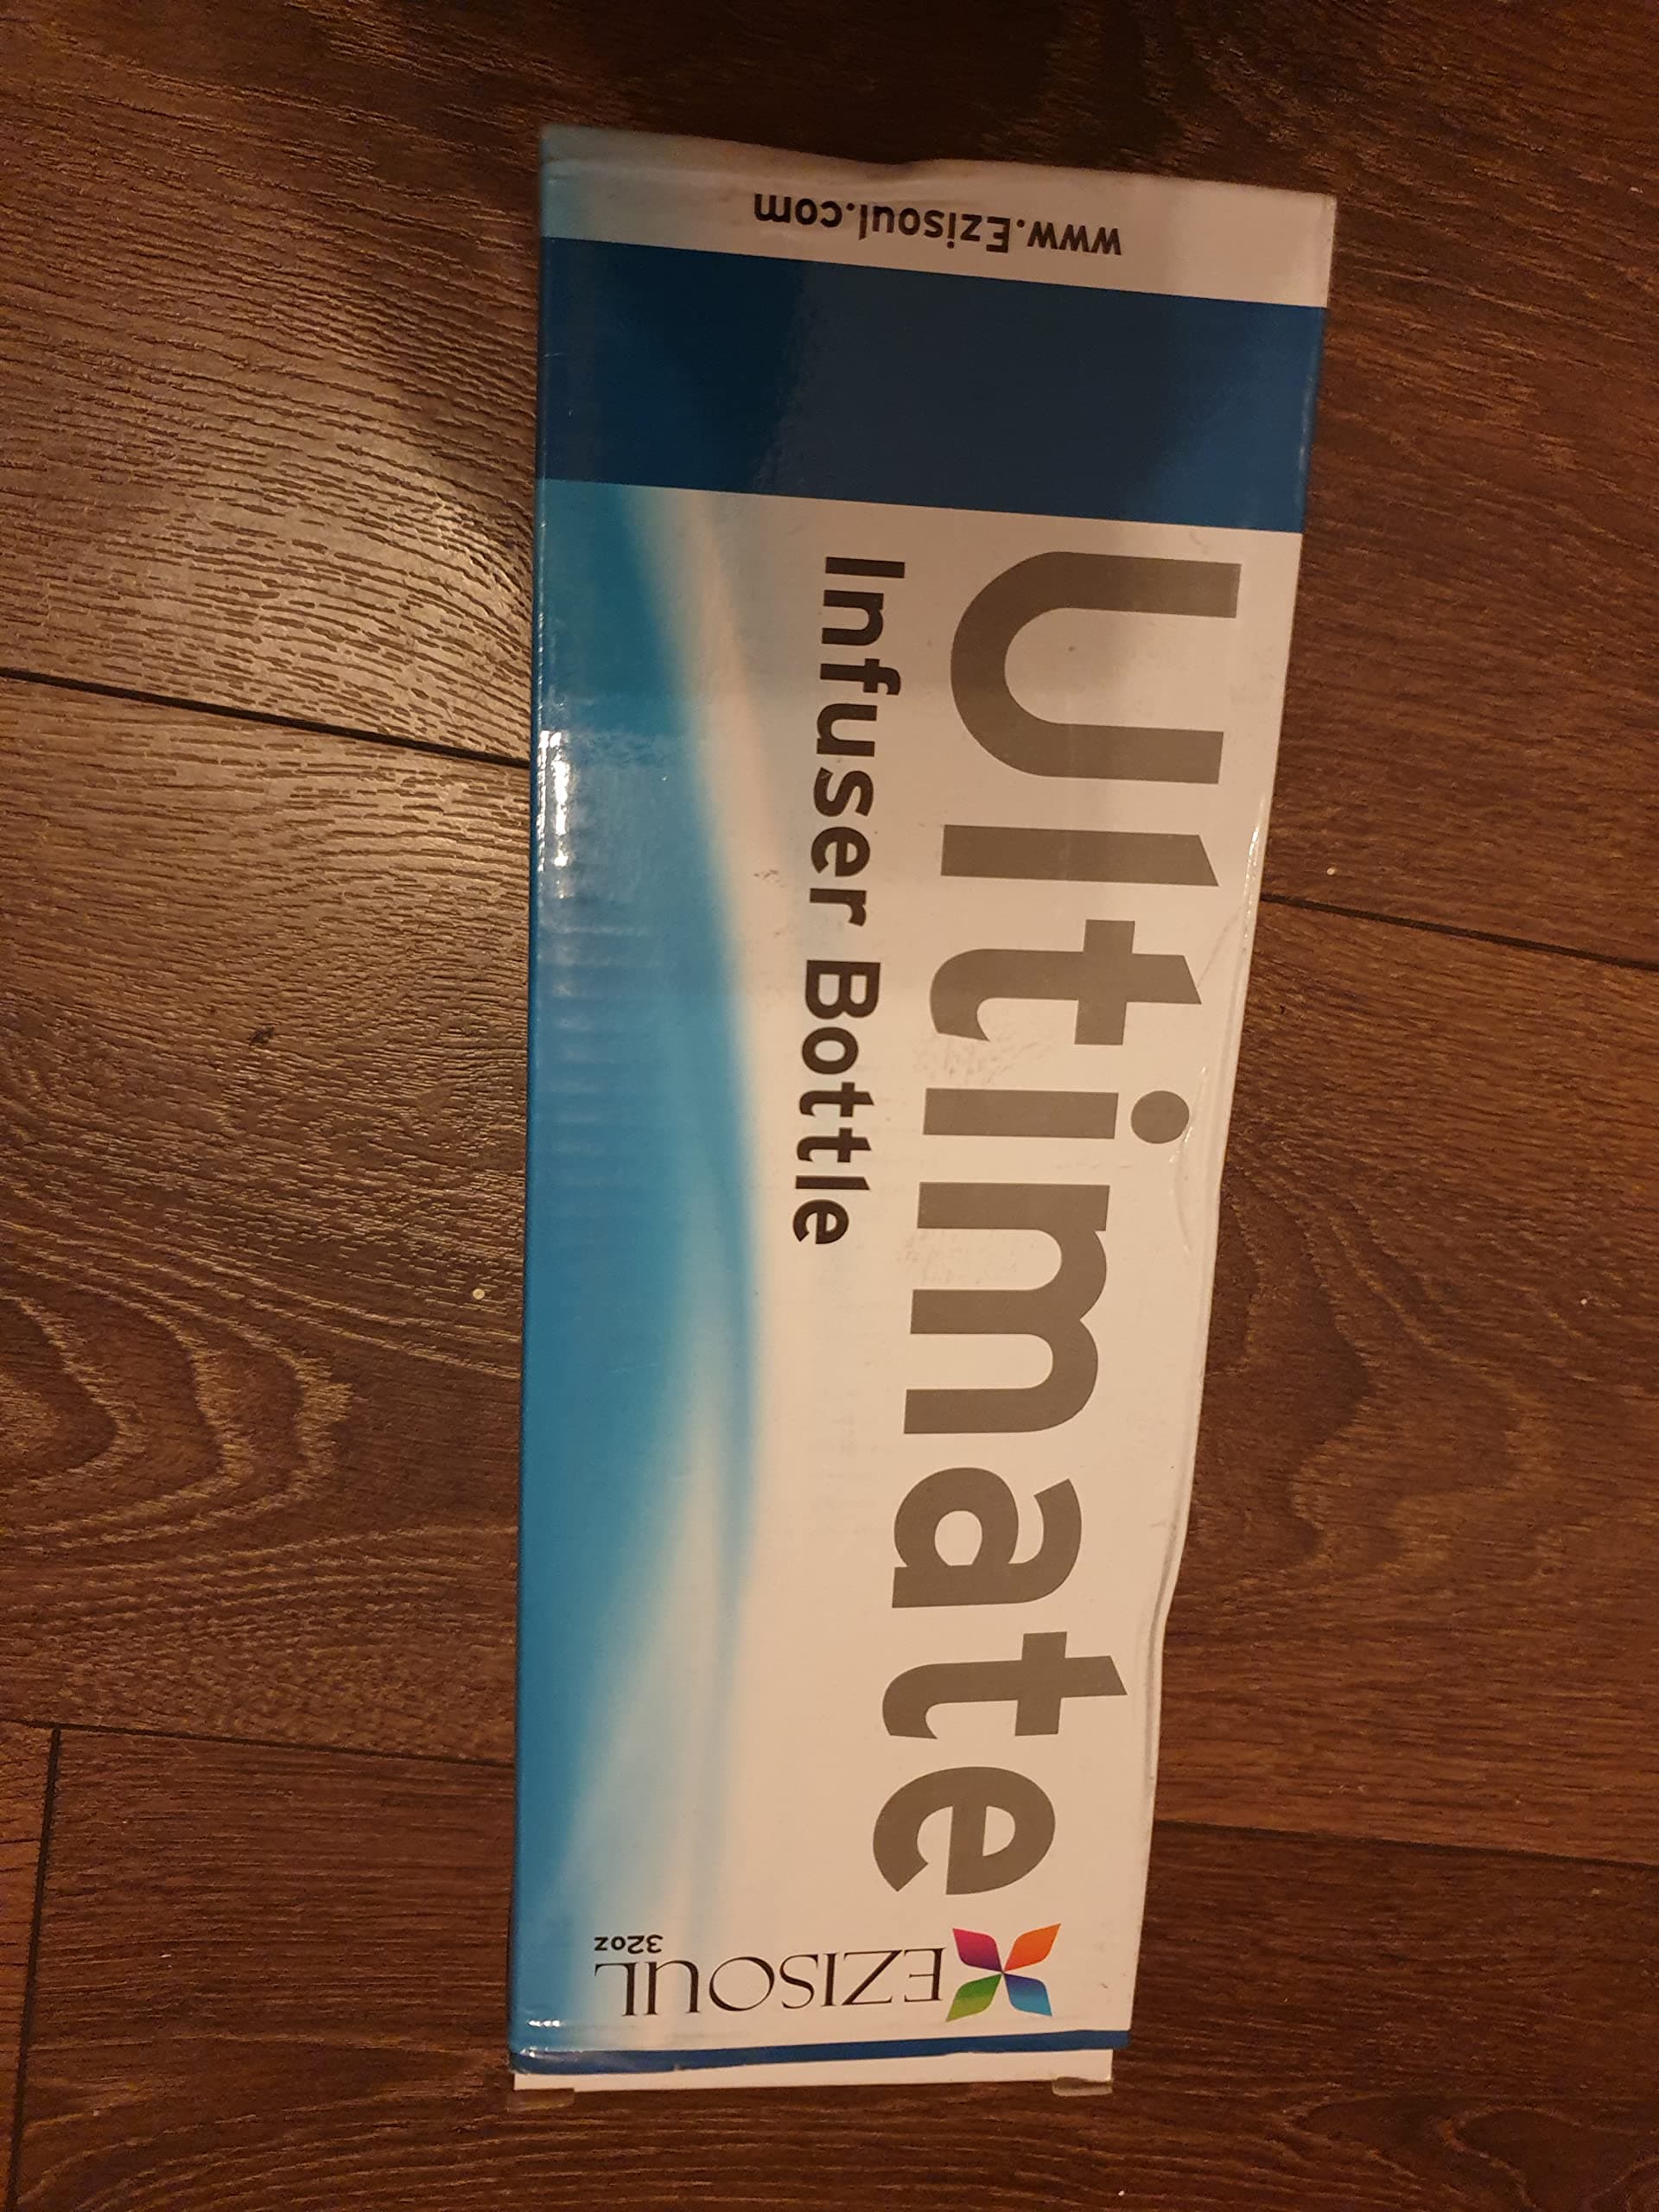 EZISOUL
32oz
Ultimate
Infuser Bottle
www.Ezisoul.com